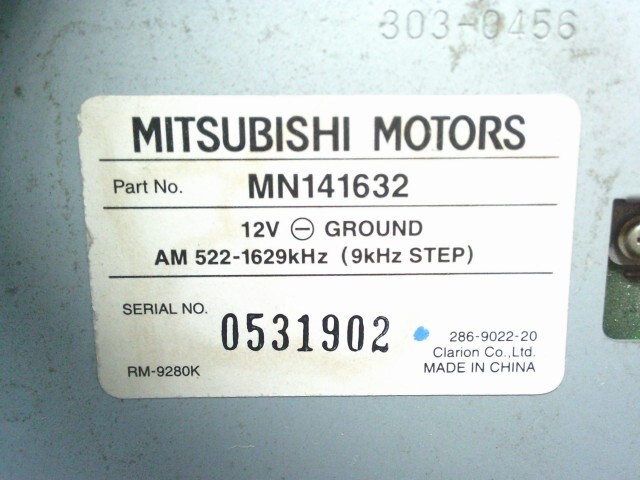 303-0456
MITSUBISHI MOTORS
Part No. MN141632
12V ⊖ GROUND
AM 522-1629kHz (9kHz STEP)
SERIAL NO. 0531902
286-9022-20
Clarion Co.,Ltd.
RM-9280K MADE IN CHINA